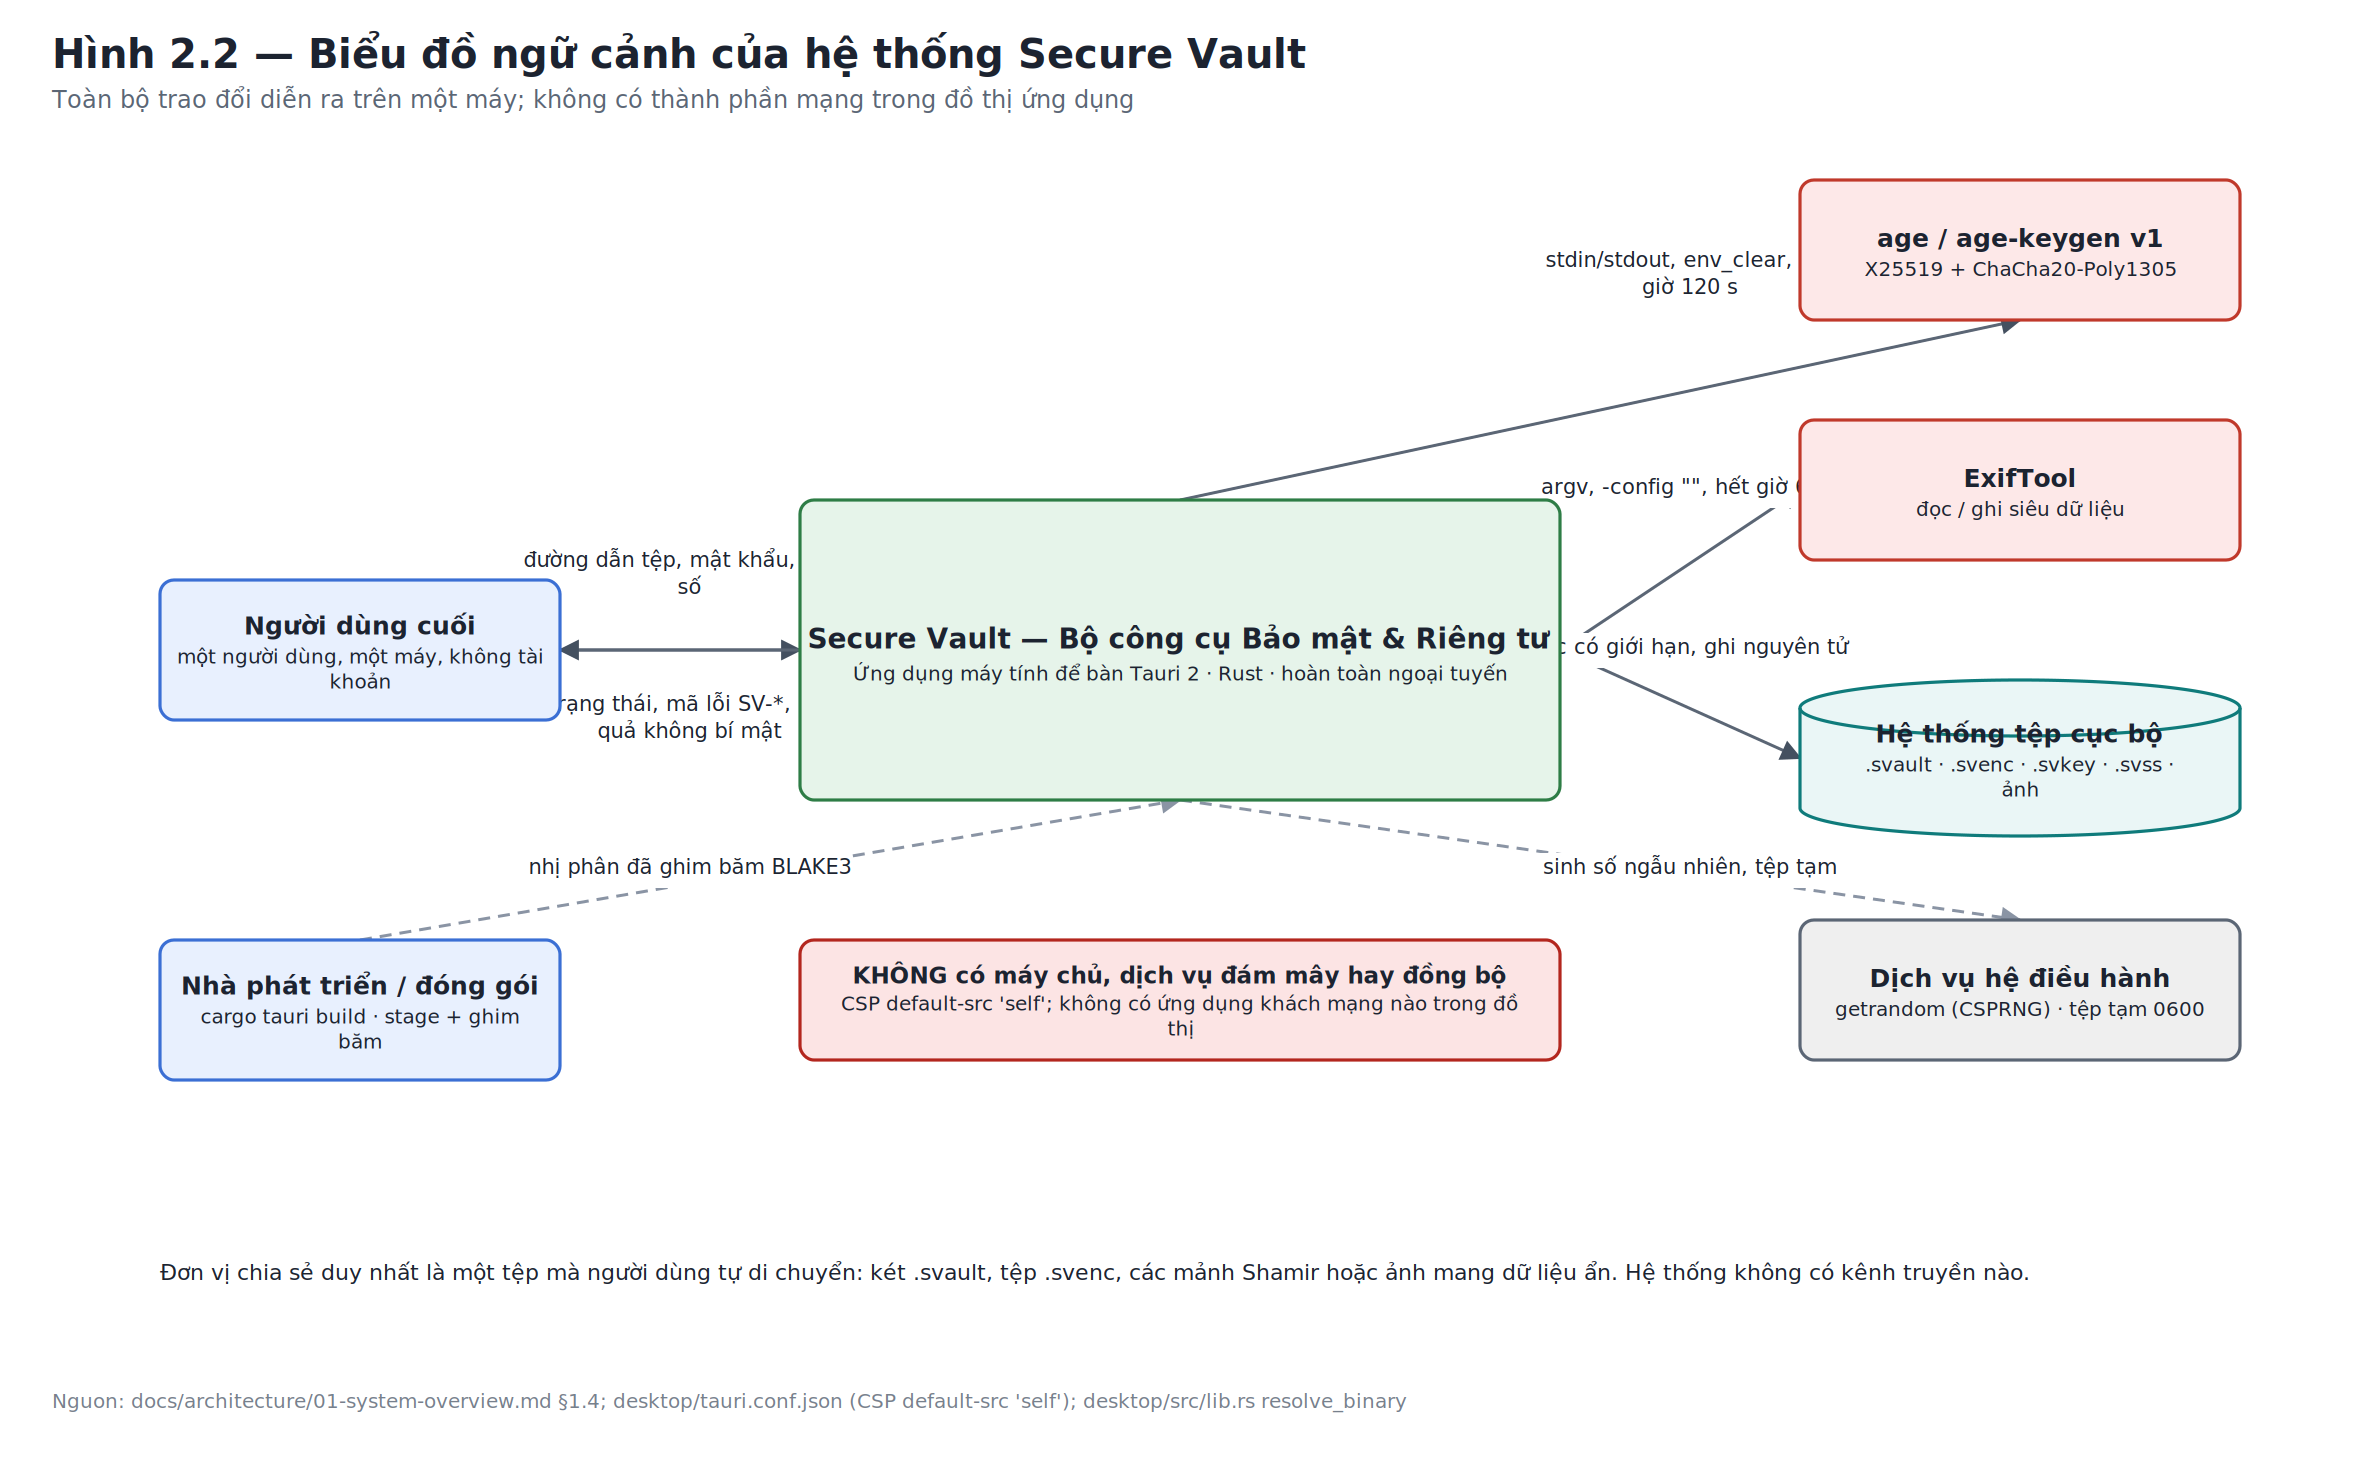 Hình 2.2 — Biểu đồ ngữ cảnh của hệ thống Secure Vault
Toàn bộ trao đổi diễn ra trên một máy; không có thành phần mạng trong đồ thị ứng dụng
stdin/stdout, env_clear,
giờ 120 s
age / age-keygen v1
X25519 + ChaCha20-Poly1305
argv, -config "", hết giờ
ExifTool
đọc / ghi siêu dữ liệu
đường dẫn tệp, mật khẩu,
số
Người dùng cuối
một người dùng, một máy, không tài
khoản
rạng thái, mã lỗi SV-*,
quả không bí mật
Secure Vault — Bộ công cụ Bảo mật & Riêng tư
Ứng dụng máy tính để bàn Tauri 2 · Rust · hoàn toàn ngoại tuyến
có giới hạn, ghi nguyên tử
Hệ thống tệp cục bộ
.svault · .svenc · .svkey · .svss ·
ảnh
nhị phân đã ghim băm BLAKE3
sinh số ngẫu nhiên, tệp tạm
Nhà phát triển / đóng gói
cargo tauri build · stage + ghim
băm
KHÔNG có máy chủ, dịch vụ đám mây hay đồng bộ
CSP default-src 'self'; không có ứng dụng khách mạng nào trong đồ
thị
Dịch vụ hệ điều hành
getrandom (CSPRNG) · tệp tạm 0600
Đơn vị chia sẻ duy nhất là một tệp mà người dùng tự di chuyển: két .svault, tệp .svenc, các mảnh Shamir hoặc ảnh mang dữ liệu ẩn. Hệ thống không có kênh truyền nào.
Nguon: docs/architecture/01-system-overview.md §1.4; desktop/tauri.conf.json (CSP default-src 'self'); desktop/src/lib.rs resolve_binary